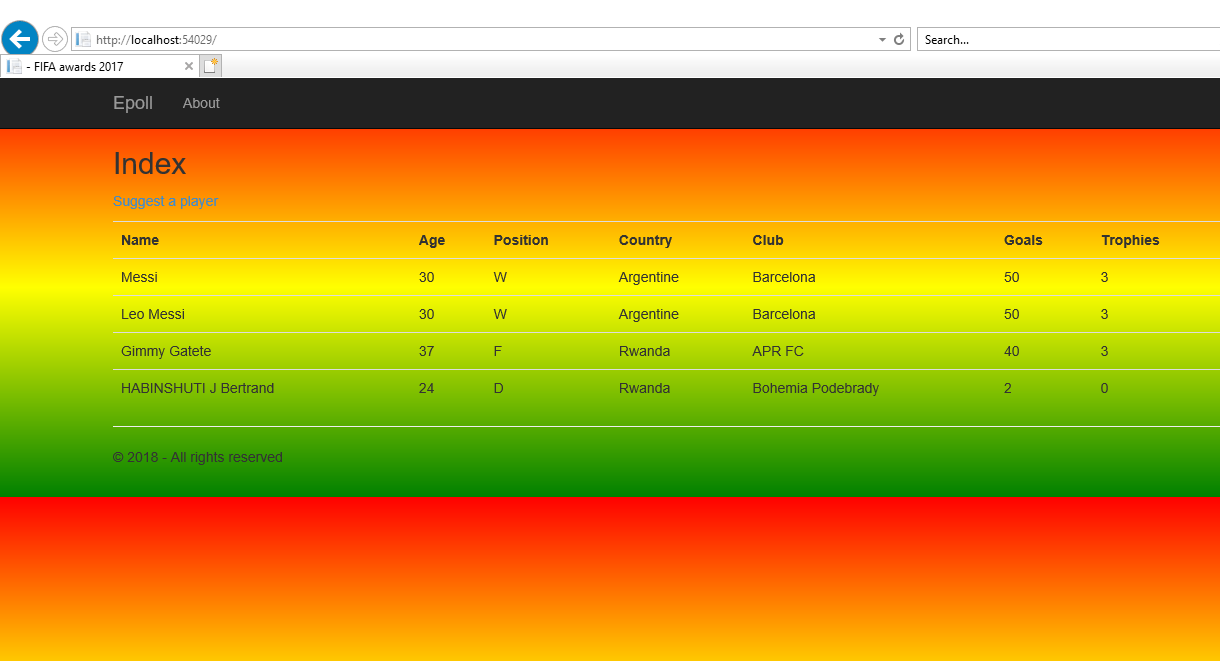 http://localhost:54029/
Search...
- FIFA awards 2017
Epoll About
Index
Suggest a player
Name Age Position Country Club Goals Trophies
Messi 30 W Argentine Barcelona 50 3
Leo Messi 30 W Argentine Barcelona 50 3
Gimmy Gatete 37 F Rwanda APR FC 40 3
HABINSHUTI J Bertrand 24 D Rwanda Bohemia Podebrady 2 0
© 2018 - All rights reserved